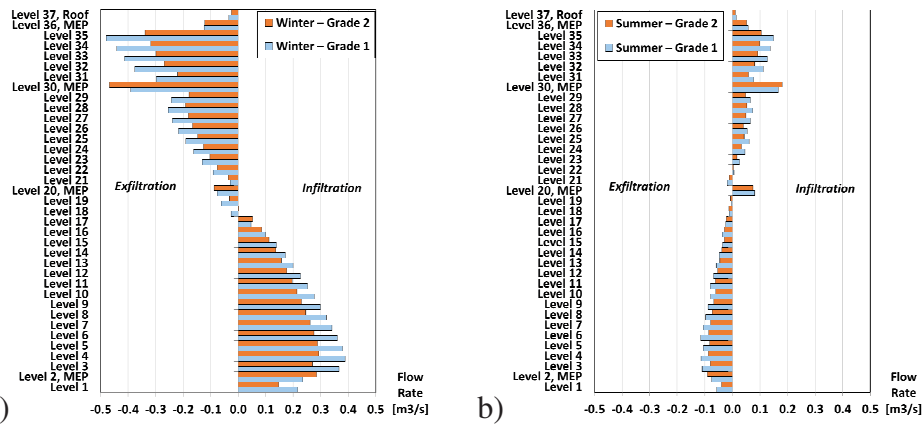 Level 37, Roof
Level 36, MEP
Level 35
Level 34
Level 33
Level 32
Level 31
Level 30, MEP
Level 29
Level 28
Level 27
Level 26
Level 25
Level 24
Level 23
Level 22
Level 21
Level 20, MEP
Level 19
Level 18
Level 17
Level 16
Level 15
Level 14
Level 13
Level 12
Level 11
Level 10
Level 9
Level 8
Level 7
Level 6
Level 5
Level 4
Level 3
Level 2, MEP
Level 1
Winter – Grade 2
Winter – Grade 1
Exfiltration
Infiltration
-0.5 -0.4 -0.3 -0.2 -0.1 0.0 0.1 0.2 0.3 0.4 0.5
Flow
Rate
[m3/s]
)
b)
Level 37, Roof
Level 36, MEP
Level 35
Level 34
Level 33
Level 32
Level 31
Level 30, MEP
Level 29
Level 28
Level 27
Level 26
Level 25
Level 24
Level 23
Level 22
Level 21
Level 20, MEP
Level 19
Level 18
Level 17
Level 16
Level 15
Level 14
Level 13
Level 12
Level 11
Level 10
Level 9
Level 8
Level 7
Level 6
Level 5
Level 4
Level 3
Level 2, MEP
Level 1
Summer – Grade 2
Summer – Grade 1
Exfiltration
Infiltration
-0.5 -0.4 -0.3 -0.2 -0.1 0.0 0.1 0.2 0.3 0.4 0.5
Flow
Rate
[m3/s]